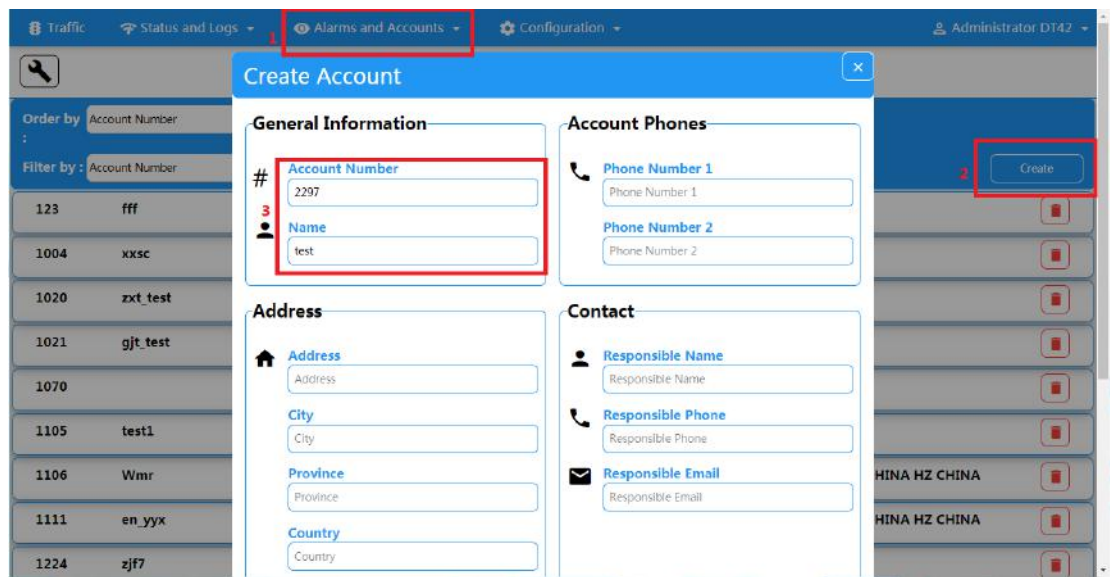 Traffic Status and Logs Alarms and Accounts Configuration Administrator DT42
1
Create Account ×
Order by : Account Number
Filter by : Account Number
2 Create
General Information
# Account Number
2297
3
Name
test
Account Phones
Phone Number 1
Phone Number 1
Phone Number 2
Phone Number 2
Address
Address
Address
City
City
Province
Province
Country
Country
Contact
Responsible Name
Responsible Name
Responsible Phone
Responsible Phone
Responsible Email
Responsible Email
123 fff
1004 xxsc
1020 zxt_test
1021 gjt_test
1070
1105 test1
1106 Wmr HINA HZ CHINA
1111 en_yyx HINA HZ CHINA
1224 zjf7